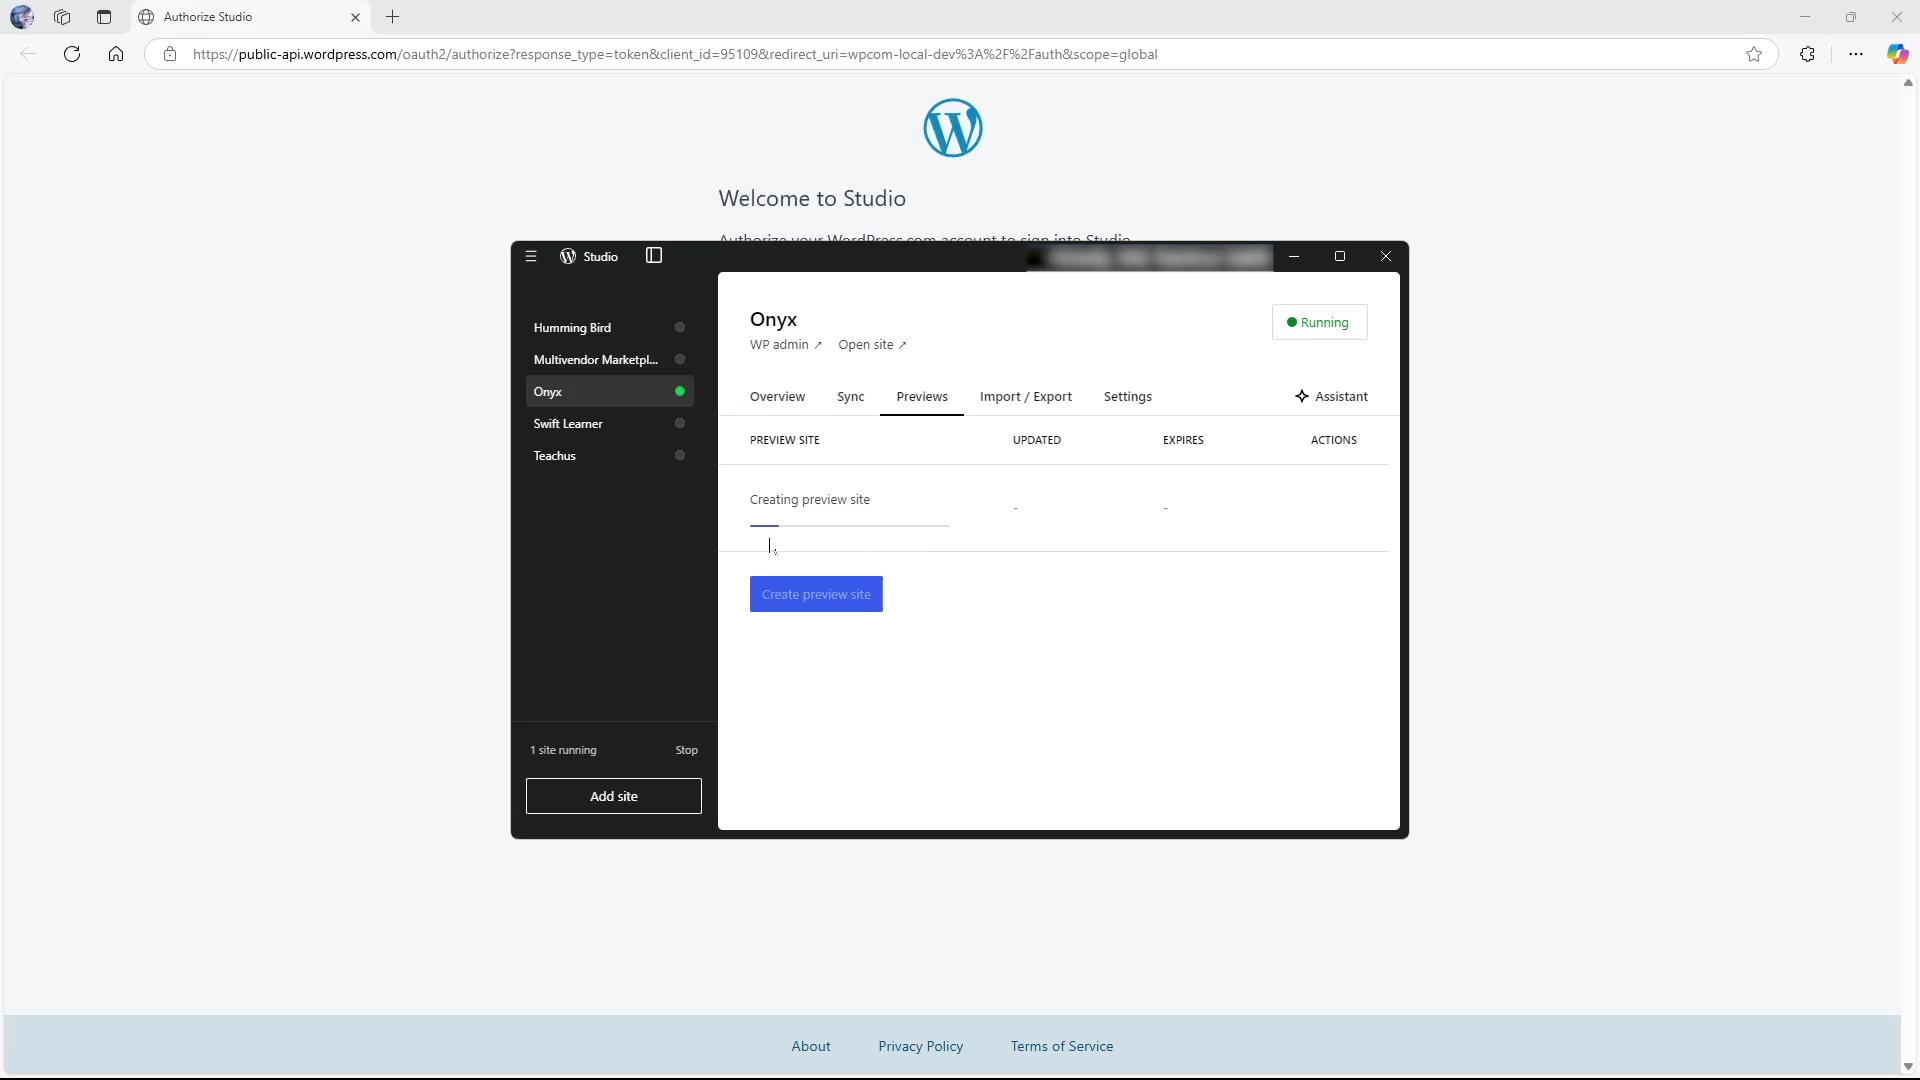 Authorize Studio
https://public-api.wordpress.com/oauth2/authorize?response_type=token&client_id=95109&redirect_uri=wpcom-local-dev%3A%2F%2Fauth&scope=global
Welcome to Studio
Authorize your WordPress.com account to sign into Studio
Studio
Humming Bird
Multivendor Marketpl...
Onyx
Swift Learner
Teachus
1 site running Stop
Add site
Onyx
Running
WP admin ↗ Open site ↗
Overview Sync Previews Import / Export Settings Assistant
PREVIEW SITE UPDATED EXPIRES ACTIONS
Creating preview site
- -
Create preview site
About Privacy Policy Terms of Service